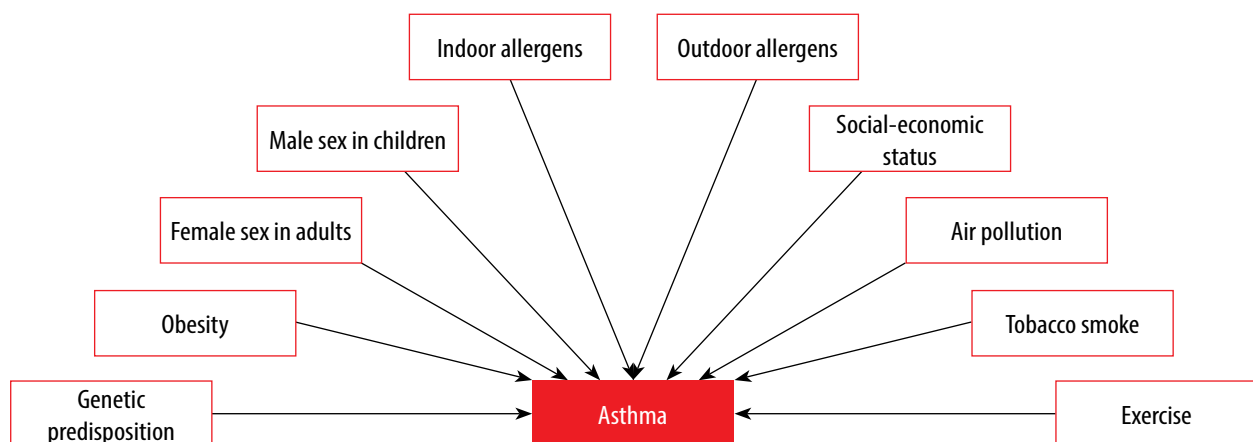 Indoor allergens
Outdoor allergens
Male sex in children
Social-economic
status
Female sex in adults
Air pollution
Obesity
Tobacco smoke
Genetic
predisposition
Asthma
Exercise